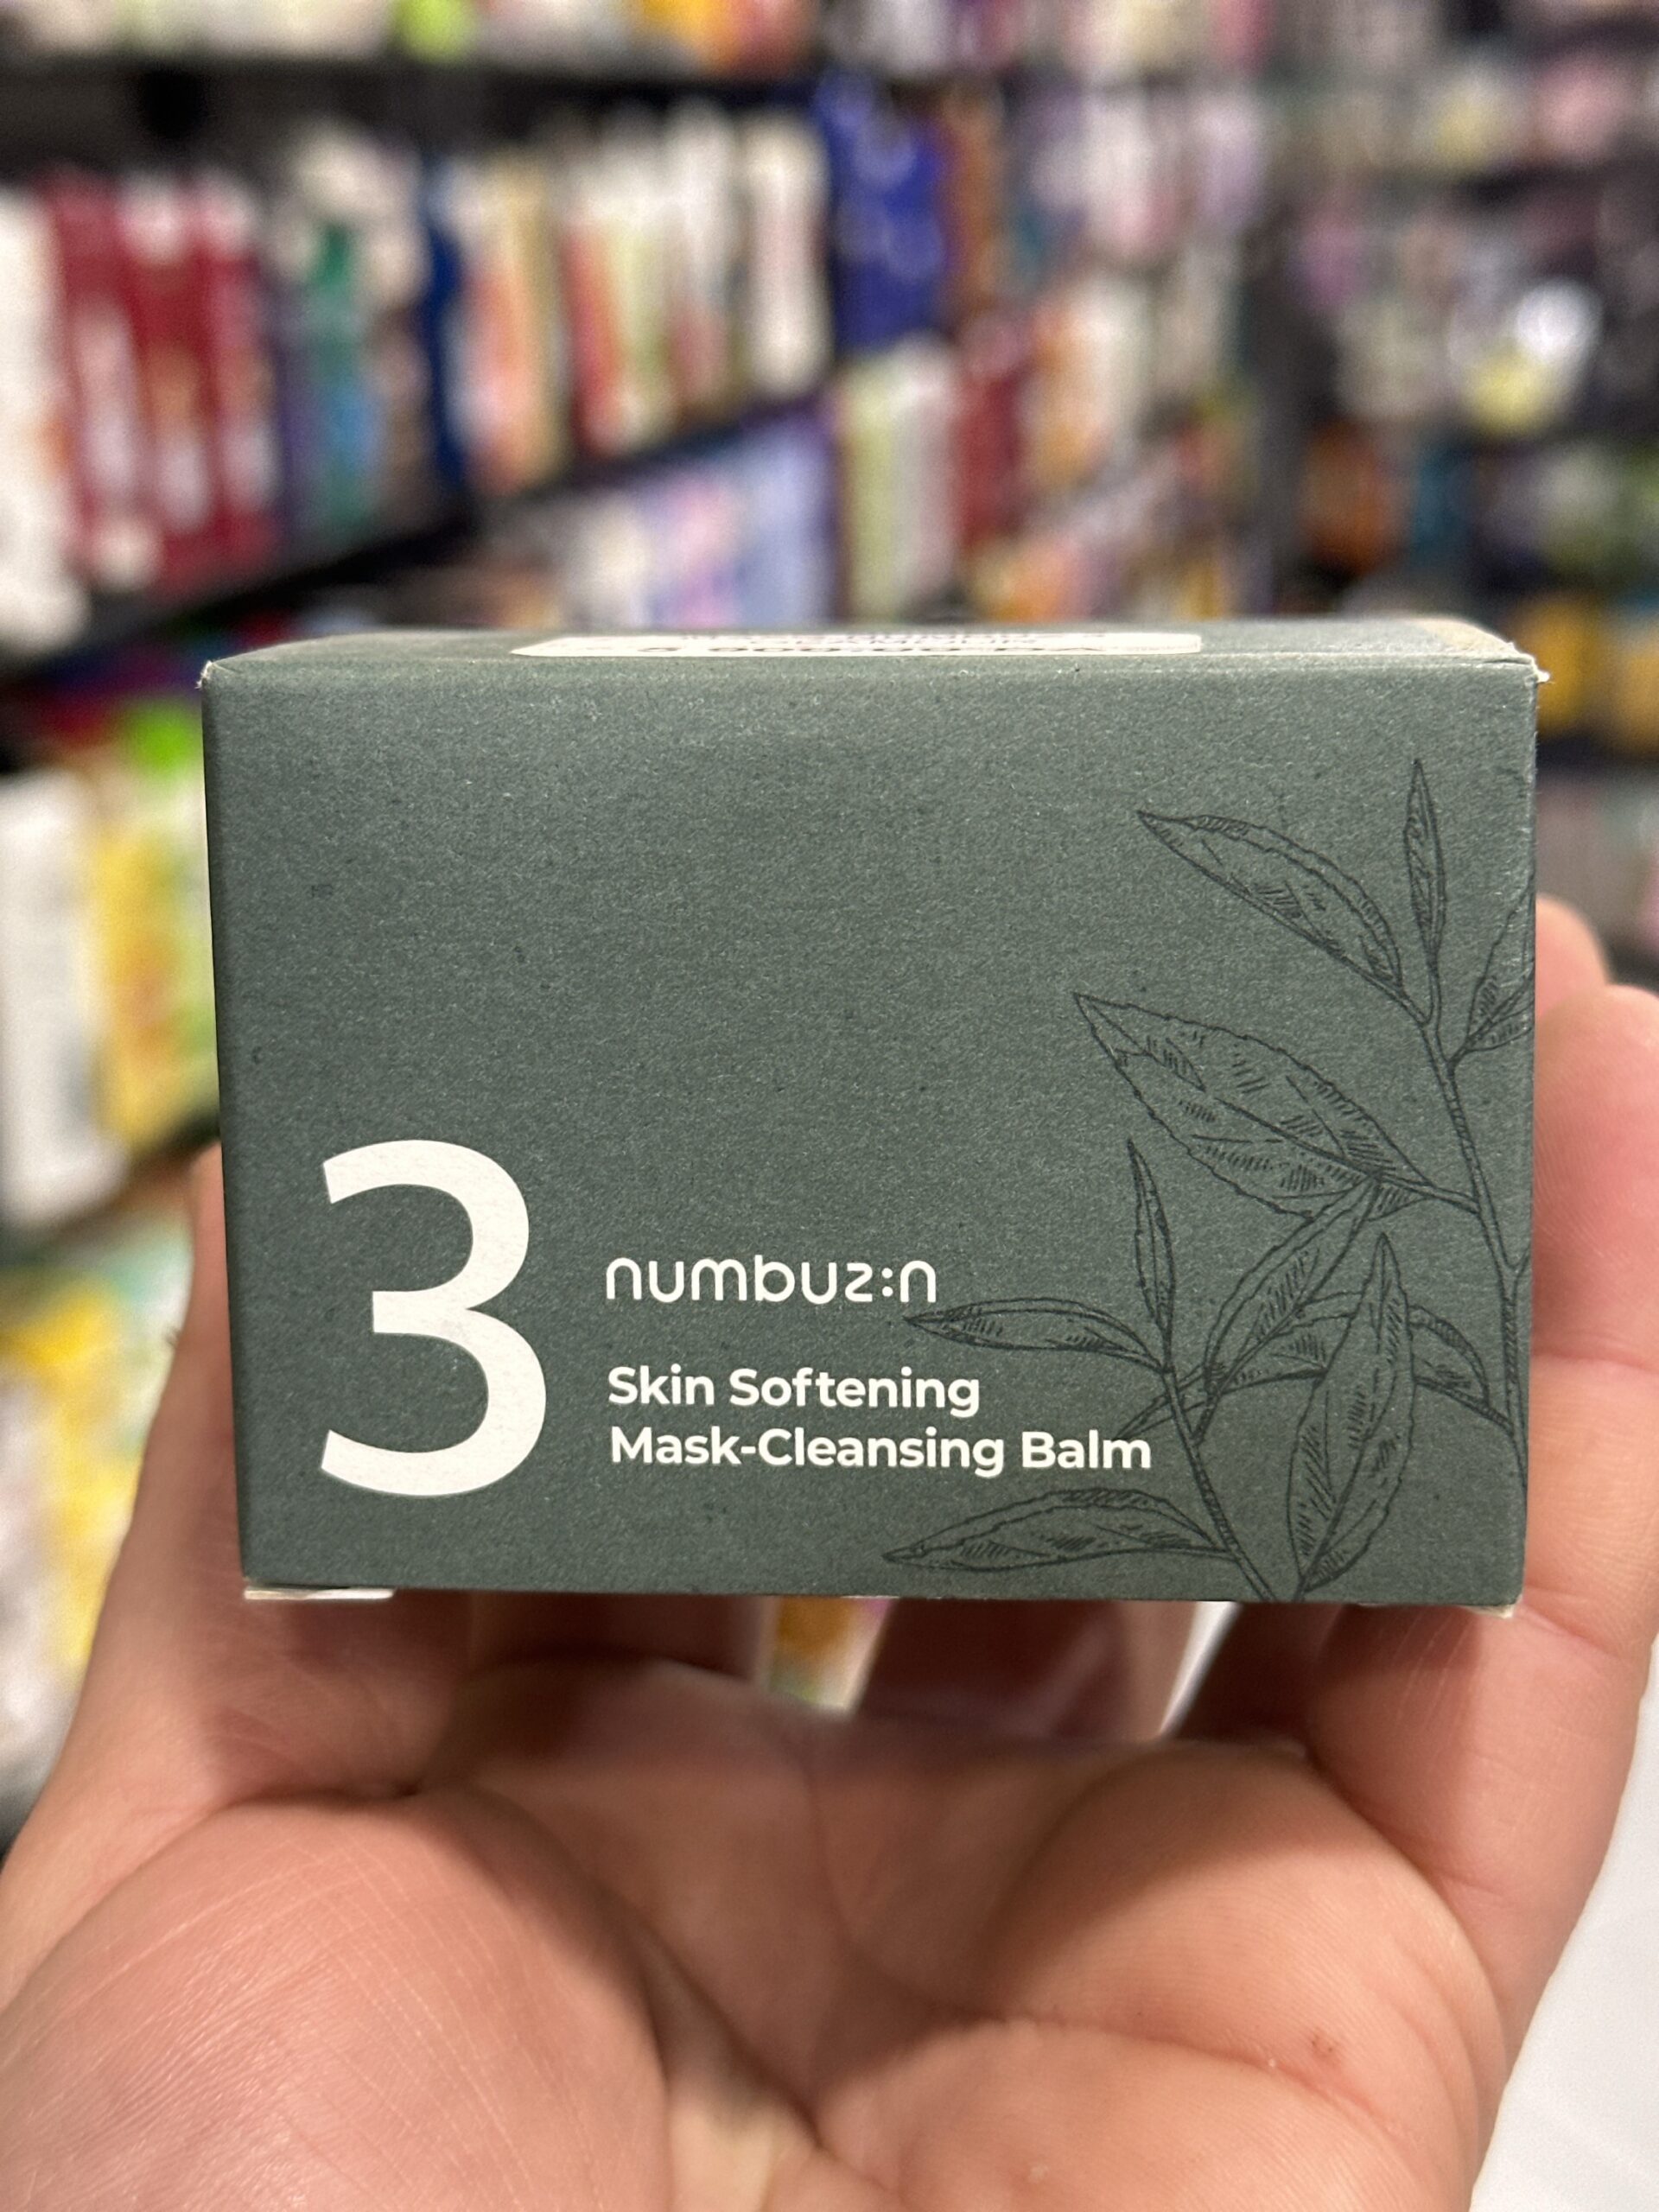 3
numbuz:n
Skin Softening
Mask-Cleansing Balm